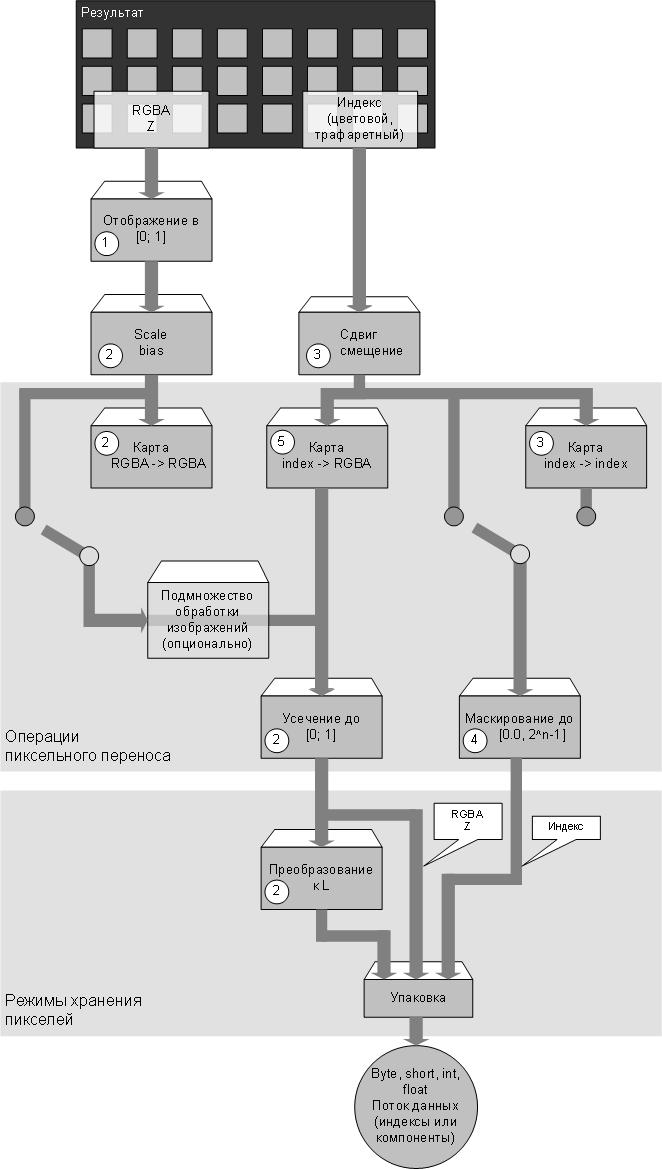 Результат
RGBA
Z
Индекс
(цветовой,
трафаретный)
Отображение в
[0; 1]
1
Scale
bias
2
Сдвиг
смещение
3
Карта
RGBA -> RGBA
2
Карта
index -> RGBA
5
Карта
index -> index
3
Подмножество
обработки
изображений
(опционально)
Усечение до
[0; 1]
2
Маскирование до
[0.0, 2^n-1]
4
Операции
пиксельного переноса
RGBA
Z
Индекс
Преобразование
к L
2
Упаковка
Режимы хранения
пикселей
Byte, short, int,
float
Поток данных
(индексы или
компоненты)